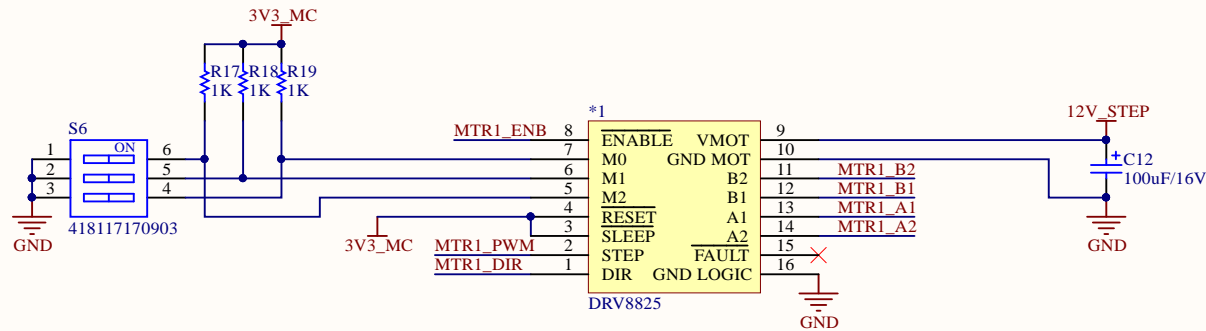 3V3_MC
R17 R18 R19
1K 1K 1K
S6
ON
1 6
2 5
3 4
418117170903
GND
*1
MTR1_ENB 8 ENABLE VMOT 9 12V_STEP
7 M0 GND MOT 10
6 M1 B2 11 MTR1_B2
5 M2 B1 12 MTR1_B1
4 RESET A1 13 MTR1_A1
3V3_MC 3 SLEEP A2 14 MTR1_A2
MTR1_PWM 2 STEP FAULT 15
MTR1_DIR 1 DIR GND LOGIC 16
DRV8825
GND
+
C12
100uF/16V
GND